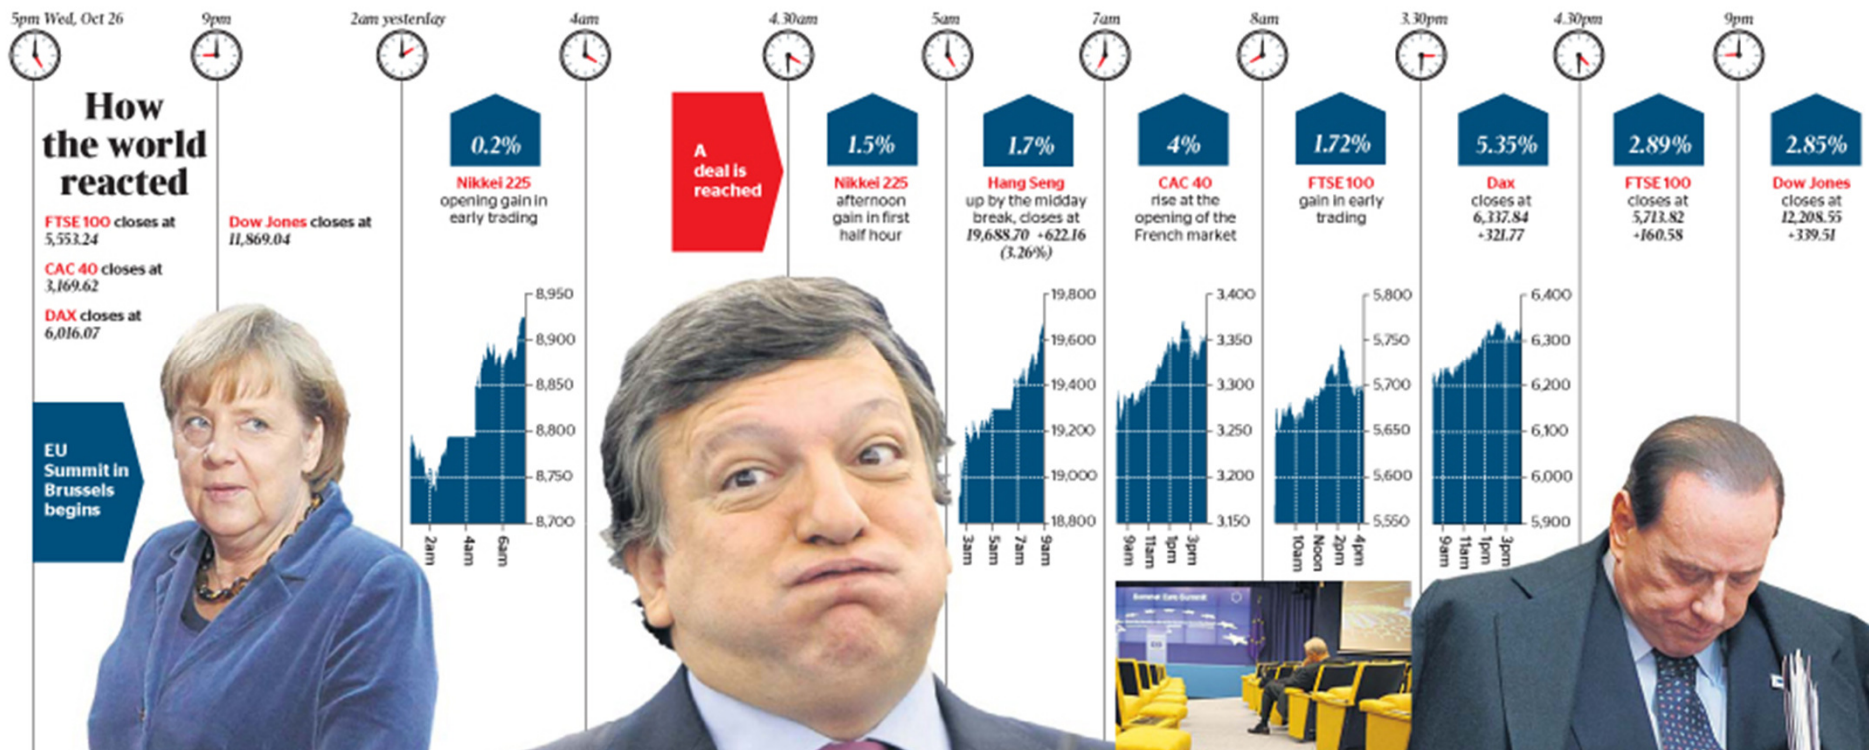 5pm Wed, Oct 26
9pm
2am yesterday
4am
4.30am
5am
7am
8am
3.30pm
4.30pm
9pm
How
the world
reacted
FTSE 100 closes at
5,553.24
CAC 40 closes at
3,169.62
DAX closes at
6,016.07
EU
Summit in
Brussels
begins
Dow Jones closes at
11,869.04
0.2%
Nikkei 225
opening gain in
early trading
8,950
8,900
8,850
8,800
8,750
8,700
2am
4am
6am
A
deal is
reached
1.5%
Nikkei 225
afternoon
gain in first
half hour
1.7%
Hang Seng
up by the midday
break, closes at
19,688.70 +622.16
(3.26%)
19,800
19,600
19,400
19,200
19,000
18,800
3am
5am
7am
9am
4%
CAC 40
rise at the
opening of the
French market
3,400
3,350
3,300
3,250
3,200
3,150
9am
11am
1pm
3pm
1.72%
FTSE 100
gain in early
trading
5,800
5,750
5,700
5,650
5,600
5,550
10am
Noon
2pm
4pm
5.35%
Dax
closes at
6,337.84
+321.77
6,400
6,300
6,200
6,100
6,000
5,900
9am
11am
1pm
3pm
2.89%
FTSE 100
closes at
5,713.82
+160.58
2.85%
Dow Jones
closes at
12,208.55
+339.51
Euro Summit